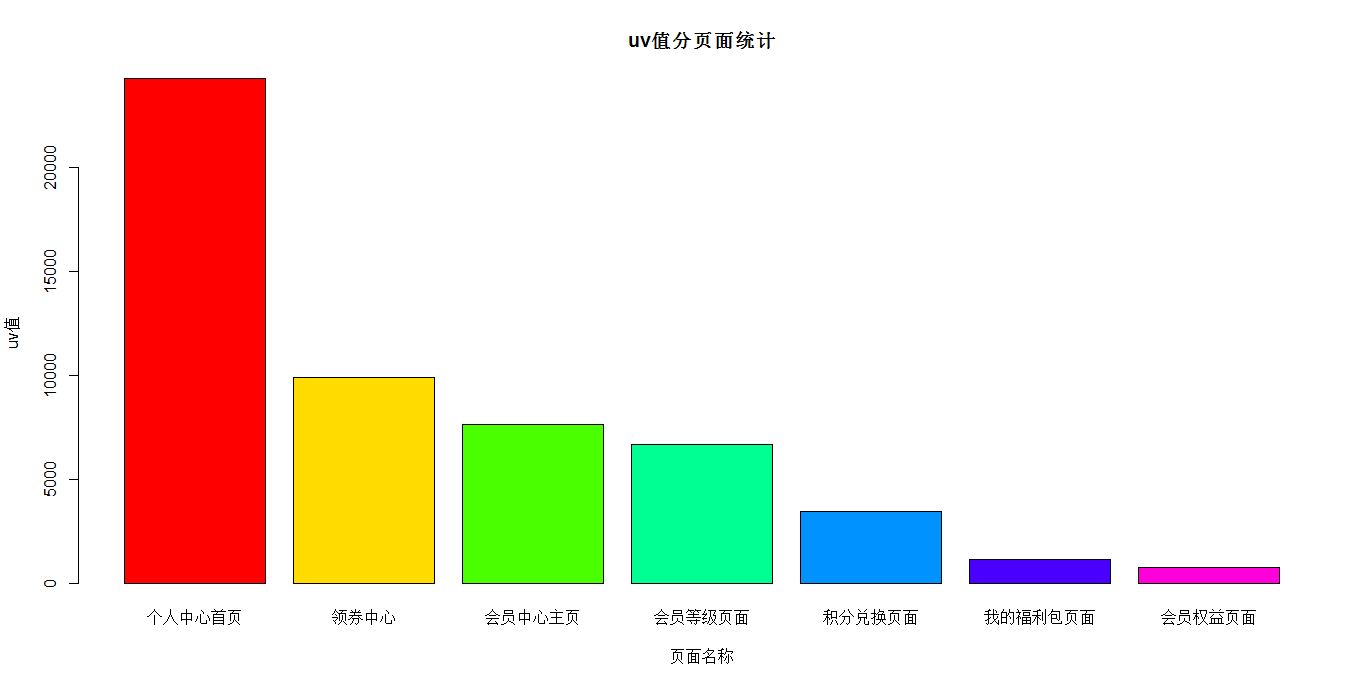 uv值分页面统计
uv值
20000
15000
10000
5000
0
个人中心首页
领券中心
会员中心主页
会员等级页面
积分兑换页面
我的福利包页面
会员权益页面
页面名称